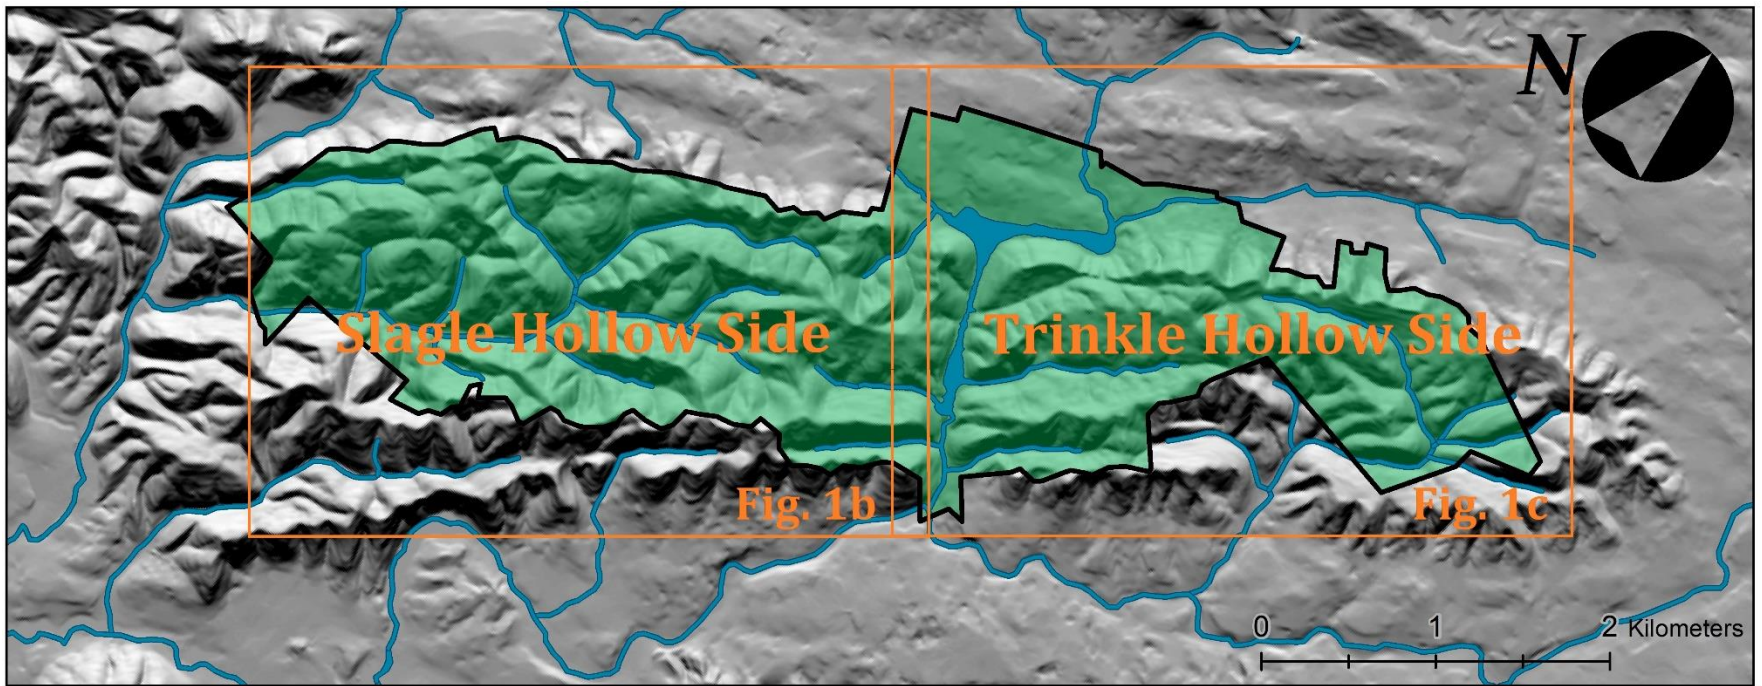 N
Slagle Hollow Side
Trinkle Hollow Side
Fig. 1b
Fig. 1c
0 1 2 Kilometers